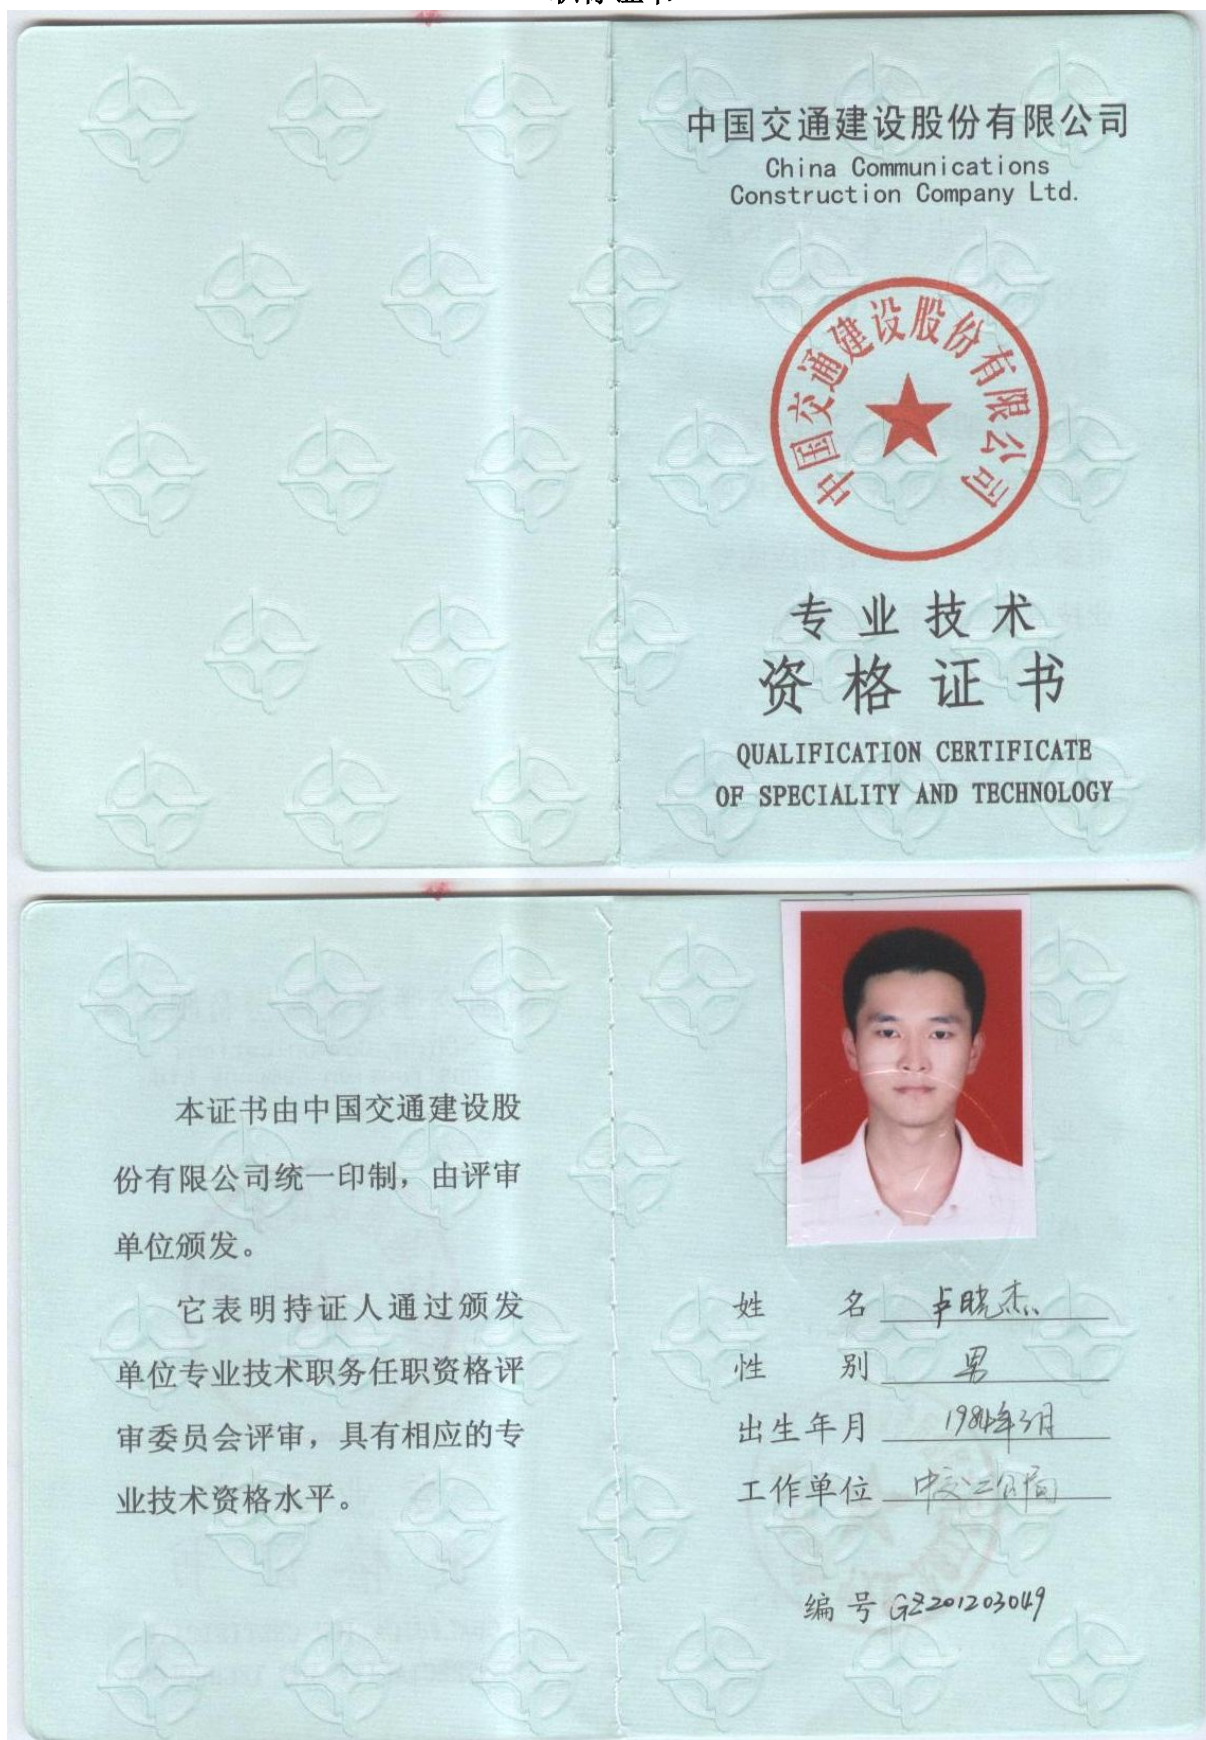 中国交通建设股份有限公司
China Communications
Construction Company Ltd.
中国交通建设股份有限公司
专业技术
资格证书
QUALIFICATION CERTIFICATE
OF SPECIALITY AND TECHNOLOGY
本证书由中国交通建设股
份有限公司统一印制，由评审
单位颁发。
它表明持证人通过颁发
单位专业技术职务任职资格评
审委员会评审，具有相应的专
业技术资格水平。
姓名 卢晓杰
性别 男
出生年月 1984年3月
工作单位 中交三公局
编号 GZ201203049